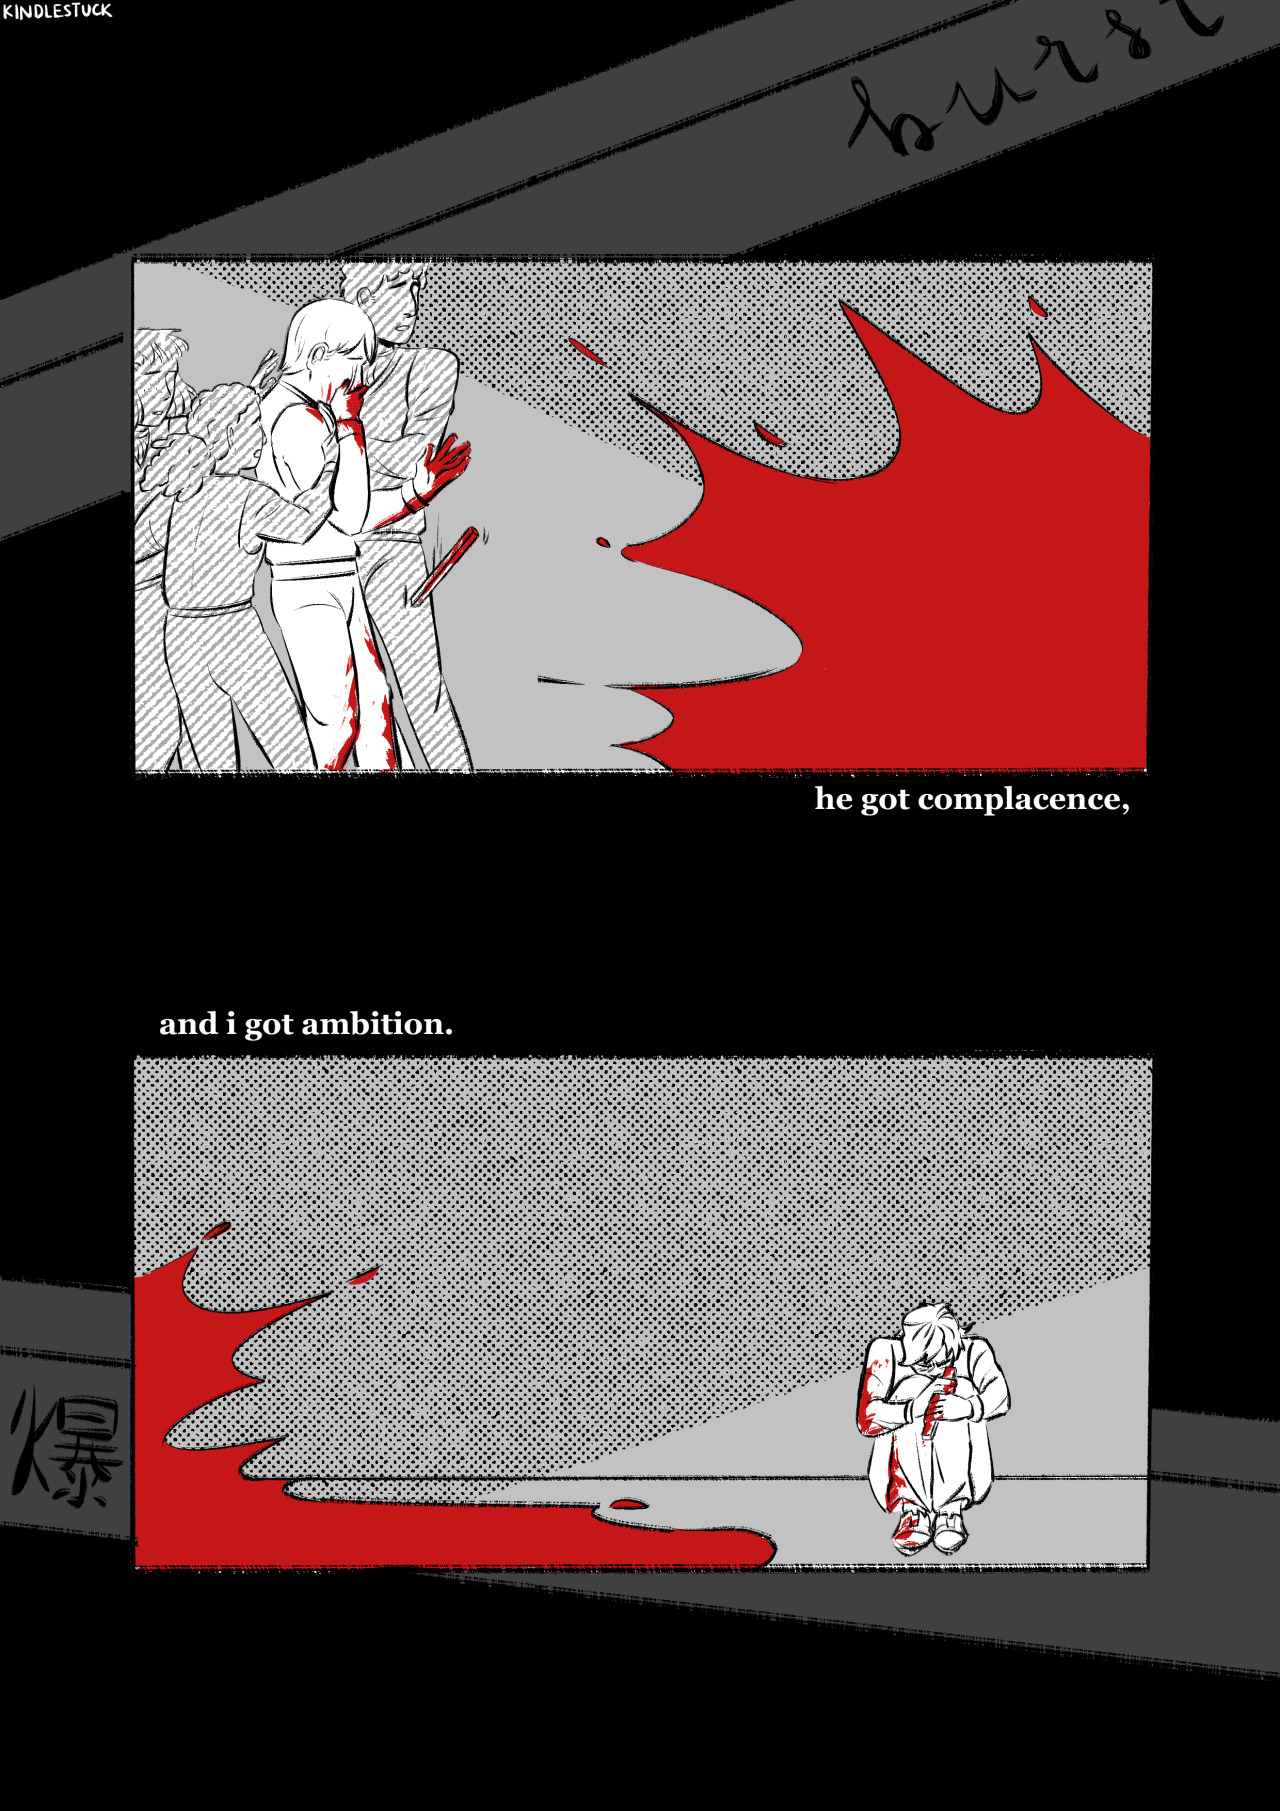 KINDLESTUCK
burst
he got complacence,
and i got ambition.
爆